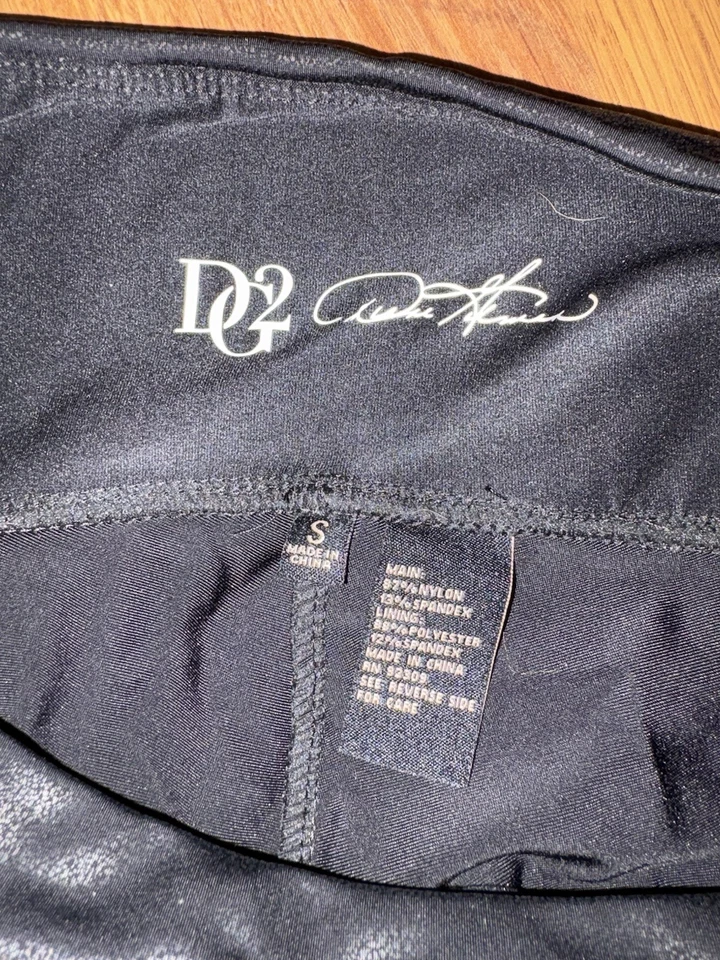 DG2
S
MADE IN
CHINA
MAIN:
87% NYLON
13% SPANDEX
LINING:
88% POLYESTER
12% SPANDEX
MADE IN CHINA
RN 92309
SEE REVERSE SIDE
FOR CARE